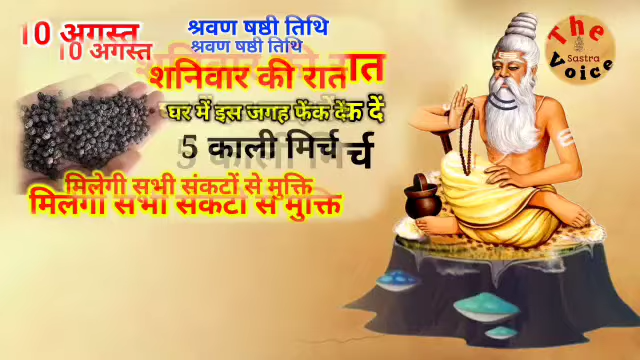 10 अगस्त
10 अगस्त
श्रवण षष्ठी तिथि
श्रवण षष्ठी तिथि
शनिवार की रात
घर में इस जगह फेंक दें
5 काली मिर्च
मिलेगी सभी संकटों से मुक्ति
मिलेगी सभी संकटों से मुक्ति
The
Sastra
Voice